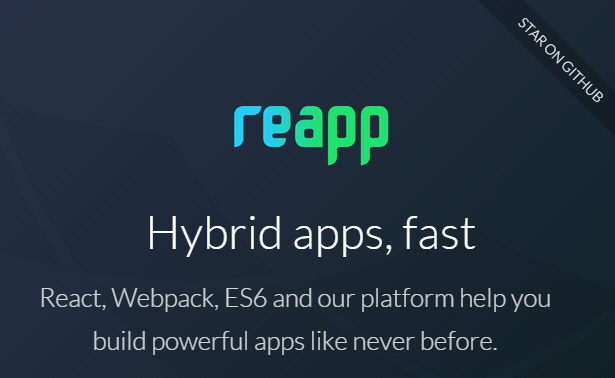 STAR ON GITHUB
reapp
Hybrid apps, fast
React, Webpack, ES6 and our platform help you
build powerful apps like never before.